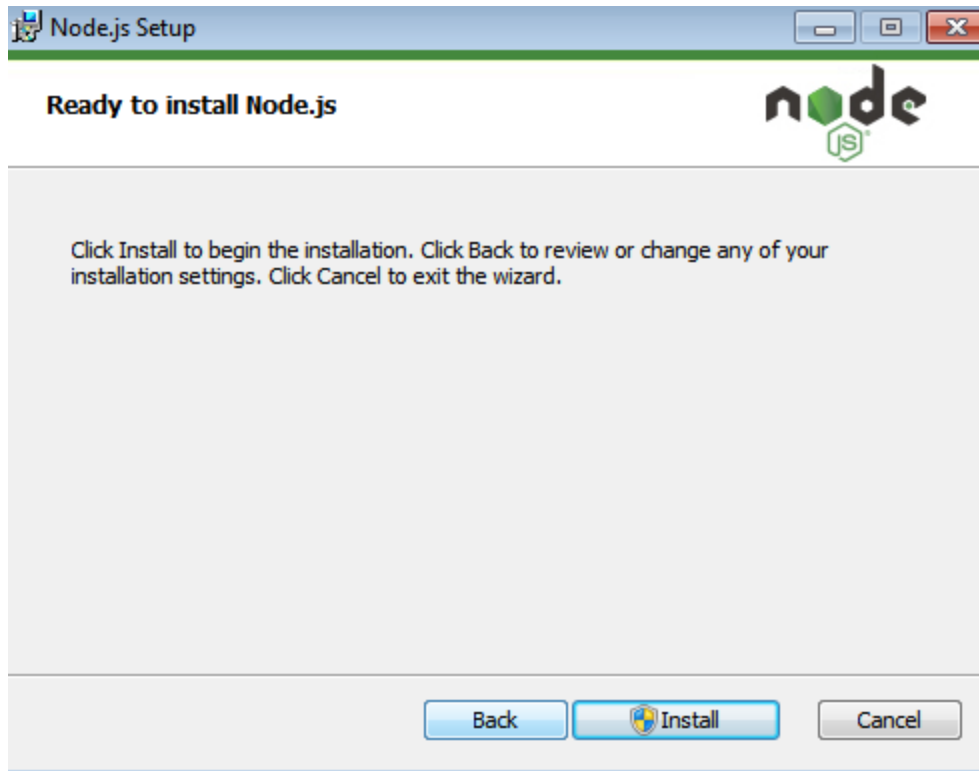 Node.js Setup
Ready to install Node.js
node
JS
Click Install to begin the installation. Click Back to review or change any of your
installation settings. Click Cancel to exit the wizard.
Back
Install
Cancel